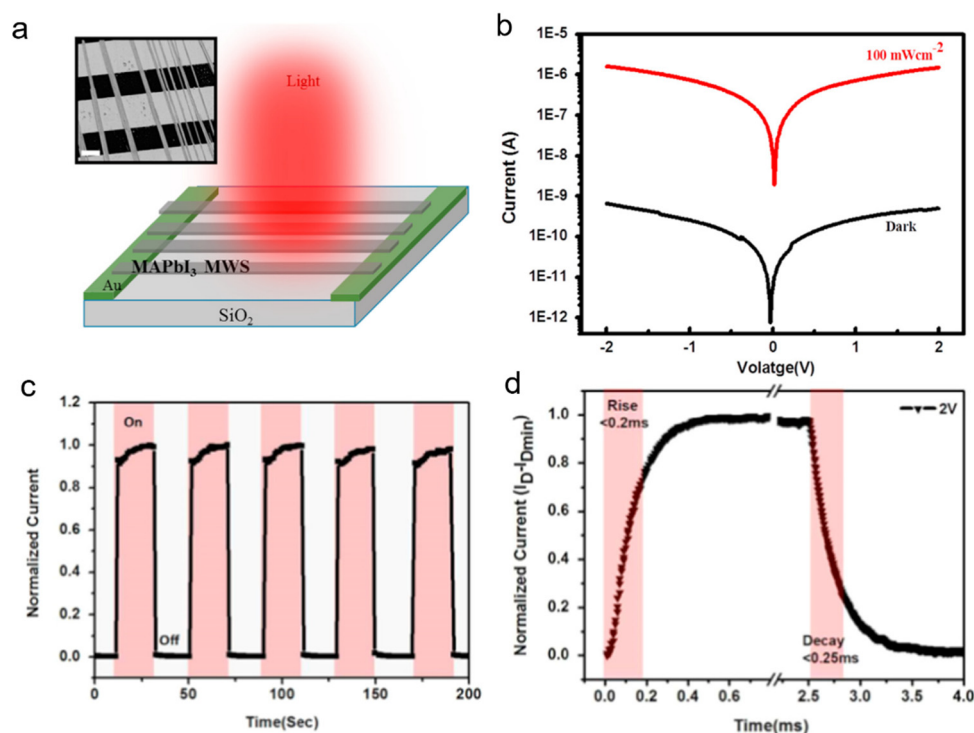 a
Light
MAPbI₃ MWS
Au
SiO₂
b
1E-5
1E-6
1E-7
1E-8
1E-9
1E-10
1E-11
1E-12
Current (A)
100 mWcm⁻²
Dark
-2 -1 0 1 2
Volatge(V)
c
1.2
1.0
0.8
0.6
0.4
0.2
0.0
Normalized Current
On
Off
0 50 100 150 200
Time(Sec)
d
1.0
0.8
0.6
0.4
0.2
0.0
Normalized Current (I_D-I_Dmin)
Rise
<0.2ms
2V
Decay
<0.25ms
0.0 0.2 0.4 0.6 2.5 3.0 3.5 4.0
Time(ms)